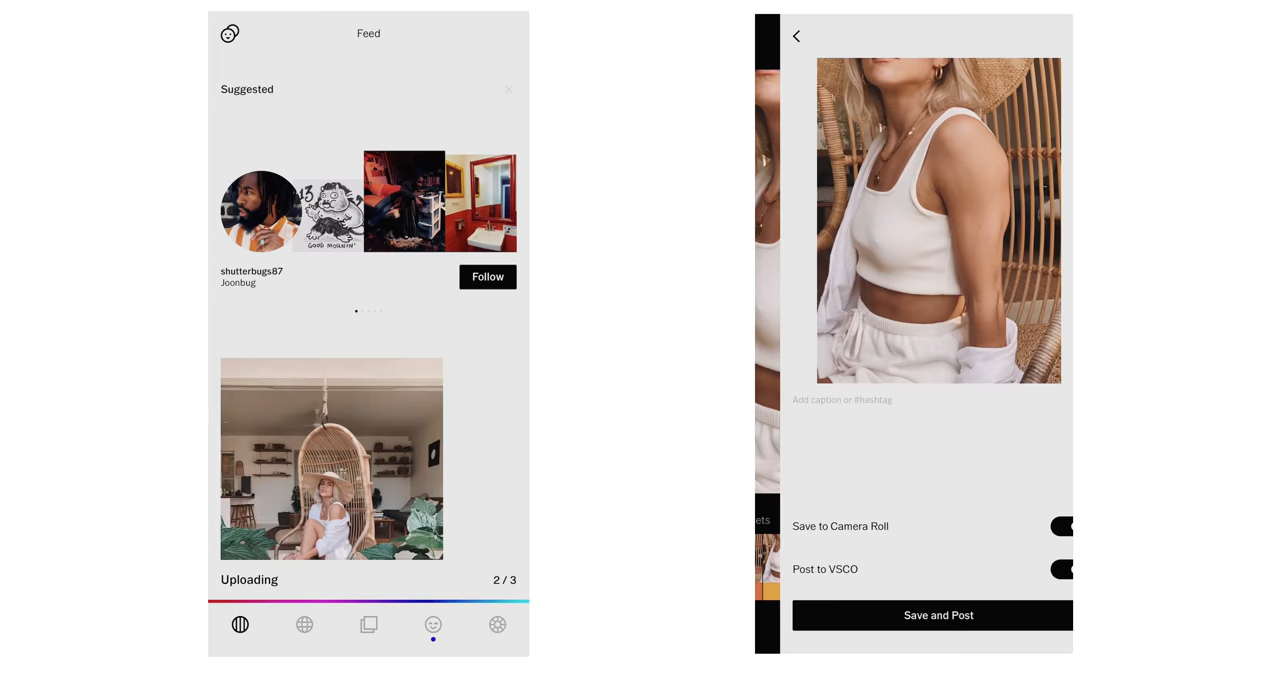 Feed
Suggested
13
GOOD MORNIN'
shutterbugs87
Joonbug
Follow
Uploading
2 / 3
Add caption or #hashtag
ets
Save to Camera Roll
Post to VSCO
Save and Post